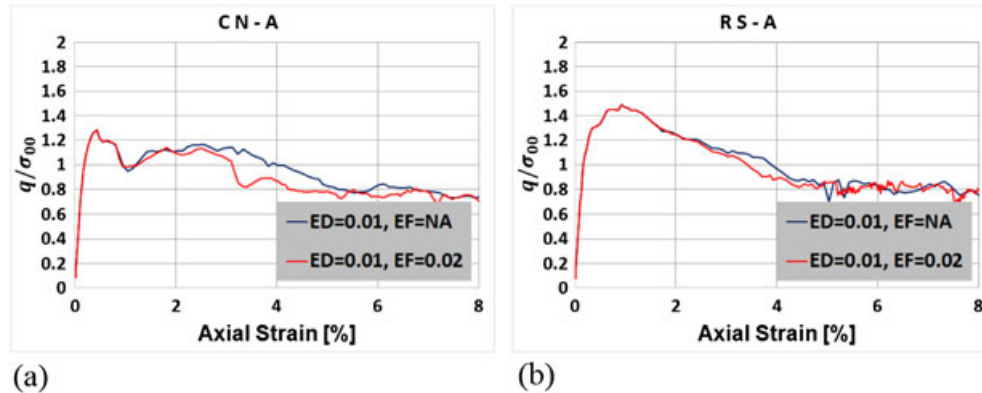 C N - A
2
1.8
1.6
1.4
1.2
1
0.8
0.6
0.4
0.2
0
q/σ00
0 2 4 6 8
Axial Strain [%]
ED=0.01, EF=NA
ED=0.01, EF=0.02
(a)
R S - A
2
1.8
1.6
1.4
1.2
1
0.8
0.6
0.4
0.2
0
q/σ00
0 2 4 6 8
Axial Strain [%]
ED=0.01, EF=NA
ED=0.01, EF=0.02
(b)